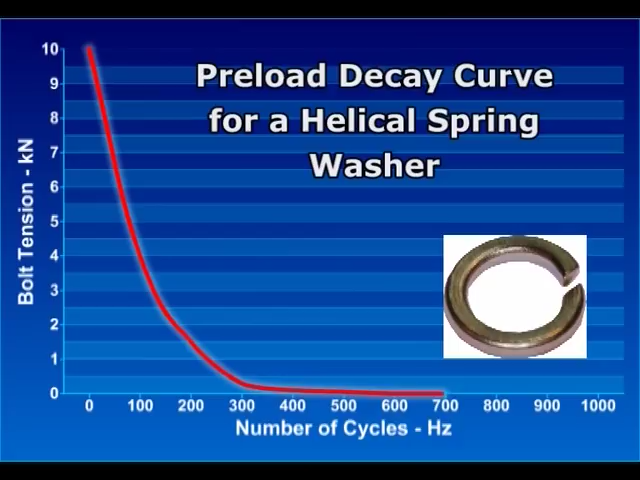 Preload Decay Curve
for a Helical Spring
Washer
Bolt Tension - kN
10
9
8
7
6
5
4
3
2
1
0
0 100 200 300 400 500 600 700 800 900 1000
Number of Cycles - Hz